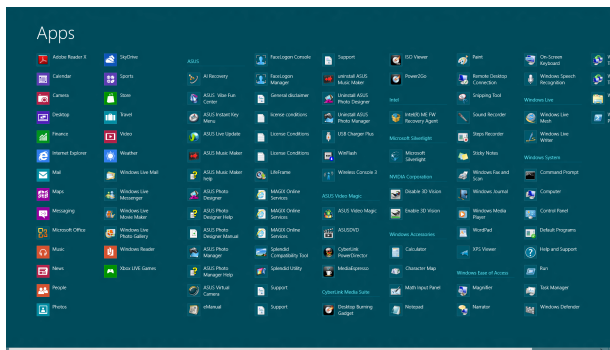 Apps
Adobe Reader X
Calendar
Camera
Desktop
Finance
Internet Explorer
Mail
Maps
Messaging
Microsoft Office
Music
News
People
Photos
SkyDrive
Sports
Store
Travel
Video
Weather
Windows Live Mail
Windows Live
Messenger
Windows Live
Movie Maker
Windows Live
Photo Gallery
Windows Reader
Xbox LIVE Games
ASUS
AI Recovery
ASUS Vibe Fun
Center
ASUS Instant Key
Menu
ASUS Live Update
ASUS Music Maker
ASUS Music Maker
help
ASUS Photo
Designer
ASUS Photo
Designer Help
ASUS Photo
Designer Manual
ASUS Photo
Manager
ASUS Photo
Manager Help
ASUS Virtual
Camera
eManual
FaceLogon Console
FaceLogon
Manager
General disclaimer
license conditions
License Conditions
License Conditions
LifeFrame
MAGIX Online
Services
MAGIX Online
Services
MAGIX Online
Services
Splendid
Compatibility Tool
Splendid Utility
Support
Support
Support
uninstall ASUS
Music Maker
Uninstall ASUS
Photo Designer
Uninstall ASUS
Photo Manager
USB Charger Plus
WinFlash
Wireless Console 3
ASUS Video Magic
ASUS Video Magic
ASUSDVD
CyberLink
PowerDirector
MediaEspresso
CyberLink Media Suite
Desktop Burning
Gadget
ISO Viewer
Power2Go
Intel
Intel(R) ME FW
Recovery Agent
Microsoft Silverlight
Microsoft
Silverlight
NVIDIA Corporation
Disable 3D Vision
Enable 3D Vision
Windows Accessories
Calculator
Character Map
Math Input Panel
Notepad
Paint
Remote Desktop
Connection
Snipping Tool
Sound Recorder
Steps Recorder
Sticky Notes
Windows Fax and
Scan
Windows Journal
Windows Media
Player
WordPad
XPS Viewer
Windows Ease of Access
Magnifier
Narrator
On-Screen
Keyboard
Windows Speech
Recognition
Windows Live
Windows Live
Mesh
Windows Live
Writer
Windows System
Command Prompt
Computer
Control Panel
Default Programs
Help and Support
Run
Task Manager
Windows Defender